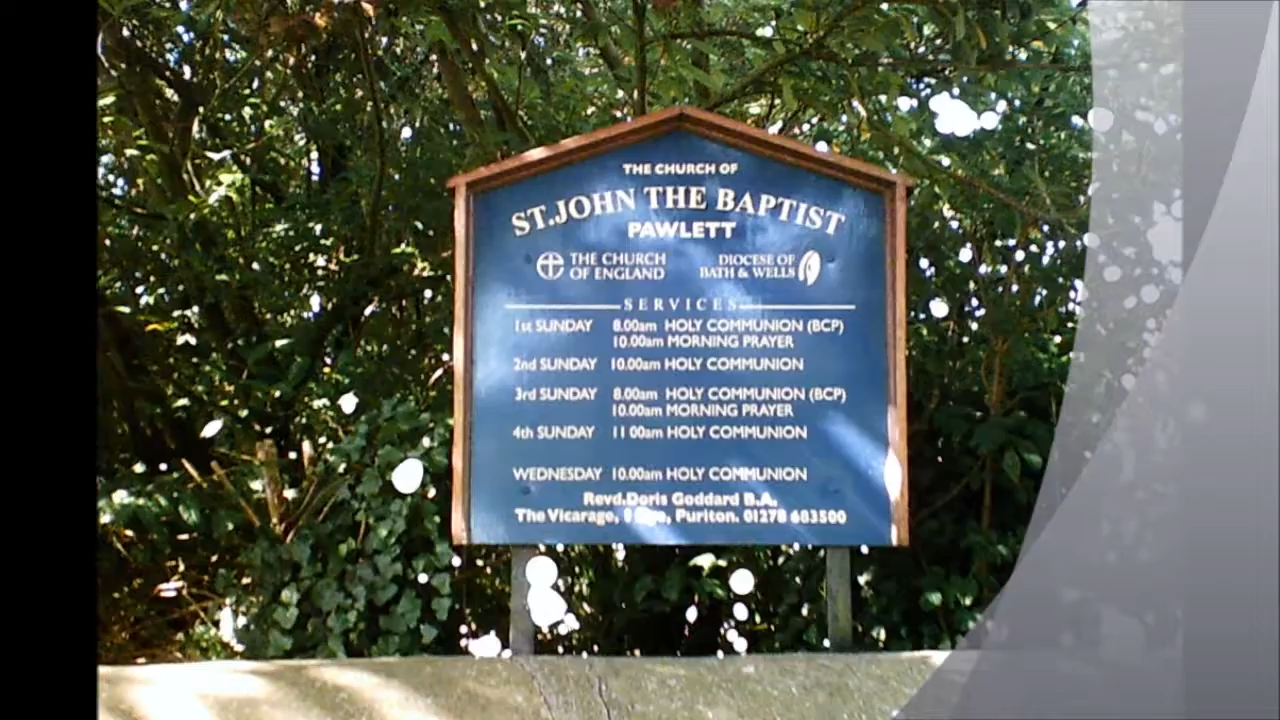 THE CHURCH OF
ST.JOHN THE BAPTIST
PAWLETT
THE CHURCH OF ENGLAND
DIOCESE OF BATH & WELLS
SERVICES
1st SUNDAY 8.00am HOLY COMMUNION (BCP)
10.00am MORNING PRAYER
2nd SUNDAY 10.00am HOLY COMMUNION
3rd SUNDAY 8.00am HOLY COMMUNION (BCP)
10.00am MORNING PRAYER
4th SUNDAY 11 00am HOLY COMMUNION
WEDNESDAY 10.00am HOLY COMMUNION
Revd.Doris Goddard B.A.
The Vicarage, Puriton. 01278 683500